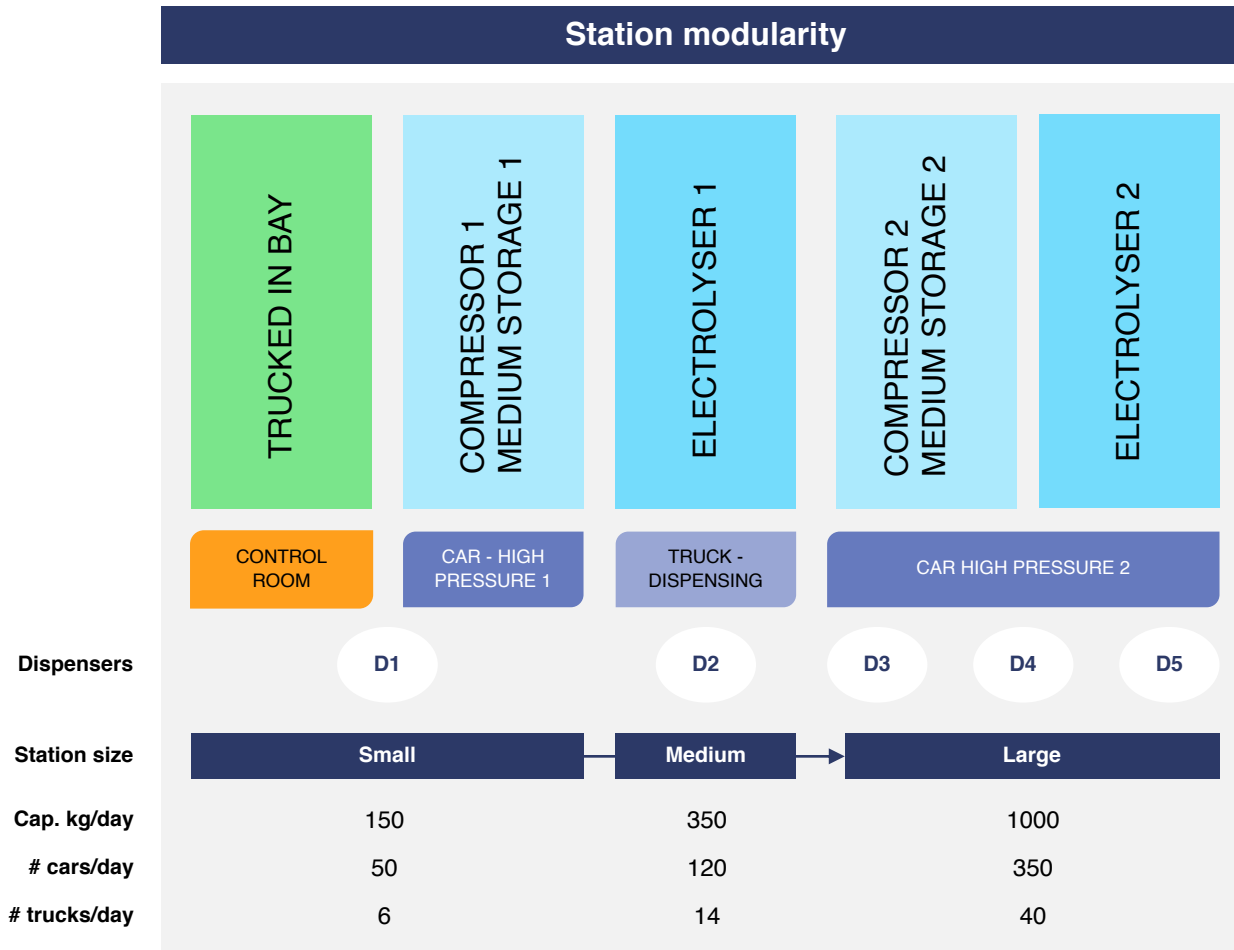 Station modularity
TRUCKED IN BAY
COMPRESSOR 1
MEDIUM STORAGE 1
ELECTROLYSER 1
COMPRESSOR 2
MEDIUM STORAGE 2
ELECTROLYSER 2
CONTROL
ROOM
CAR - HIGH
PRESSURE 1
TRUCK -
DISPENSING
CAR HIGH PRESSURE 2
Dispensers D1 D2 D3 D4 D5
Station size Small Medium Large
Cap. kg/day 150 350 1000
# cars/day 50 120 350
# trucks/day 6 14 40